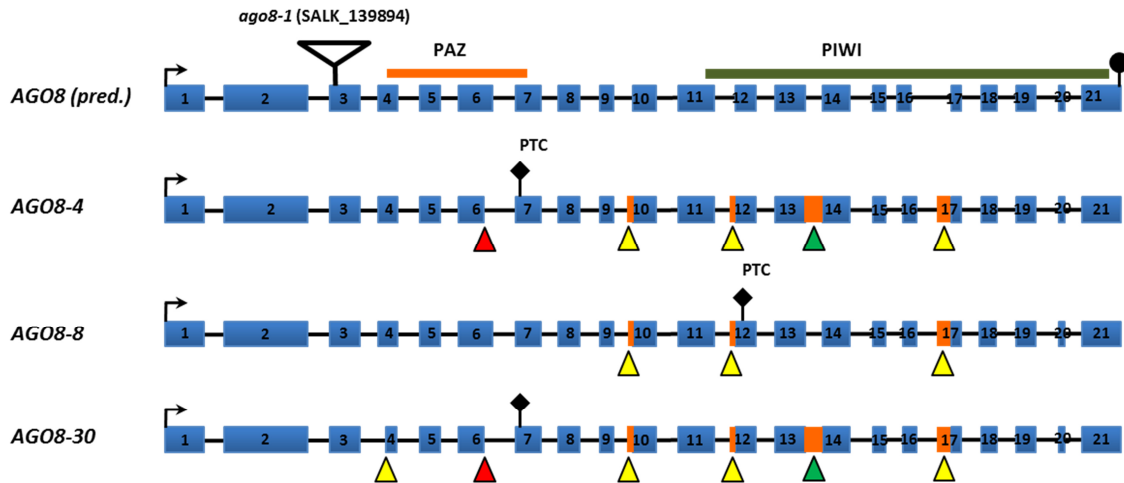 ago8-1 (SALK_139894)
PAZ PIWI
AGO8 (pred.) 1 2 3 4 5 6 7 8 9 10 11 12 13 14 15 16 17 18 19 20 21
PTC
AGO8-4 1 2 3 4 5 6 7 8 9 10 11 12 13 14 15 16 17 18 19 20 21
PTC
AGO8-8 1 2 3 4 5 6 7 8 9 10 11 12 13 14 15 16 17 18 19 20 21
AGO8-30 1 2 3 4 5 6 7 8 9 10 11 12 13 14 15 16 17 18 19 20 21